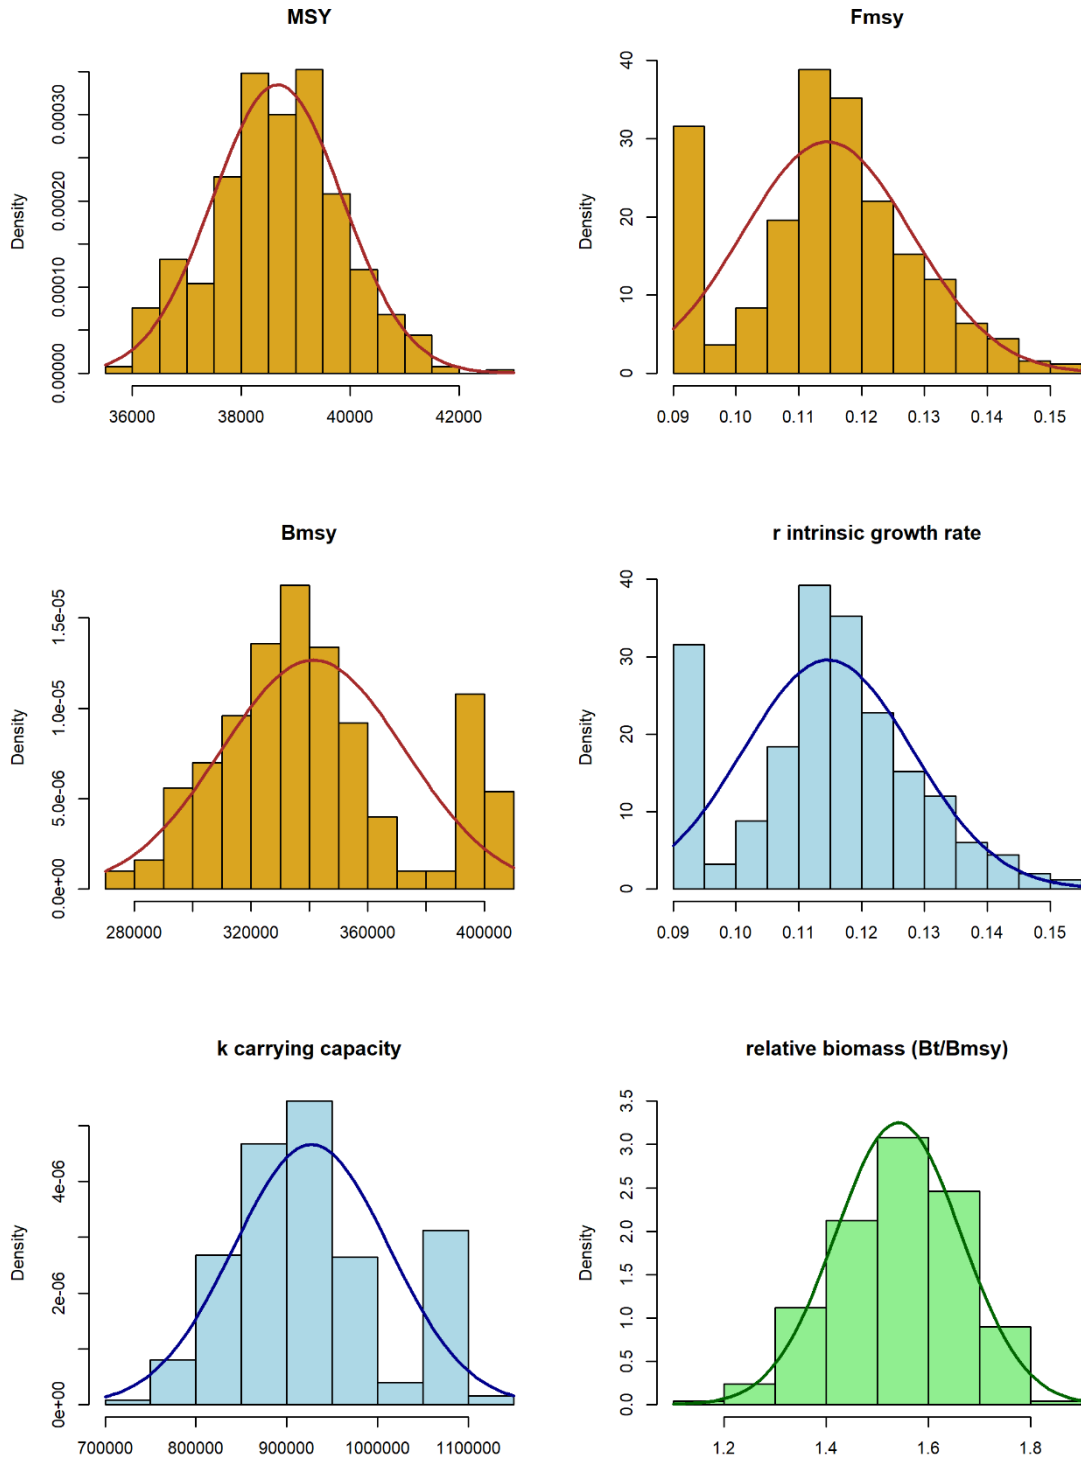 MSY
Density
0.00000
0.00010
0.00020
0.00030
36000
38000
40000
42000
Fmsy
Density
0
10
20
30
40
0.09
0.10
0.11
0.12
0.13
0.14
0.15
Bmsy
Density
0.0e+00
5.0e-06
1.0e-05
1.5e-05
280000
320000
360000
400000
r intrinsic growth rate
Density
0
10
20
30
40
0.09
0.10
0.11
0.12
0.13
0.14
0.15
k carrying capacity
Density
0e+00
2e-06
4e-06
700000
800000
900000
1000000
1100000
relative biomass (Bt/Bmsy)
Density
0.0
0.5
1.0
1.5
2.0
2.5
3.0
3.5
1.2
1.4
1.6
1.8